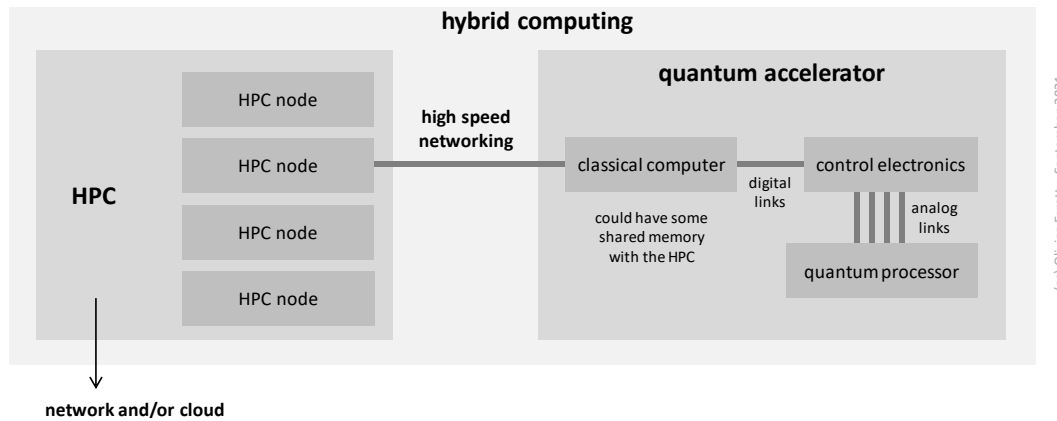 hybrid computing
HPC
HPC node
HPC node
HPC node
HPC node
high speed
networking
quantum accelerator
classical computer
could have some
shared memory
with the HPC
digital
links
control electronics
analog
links
quantum processor
network and/or cloud